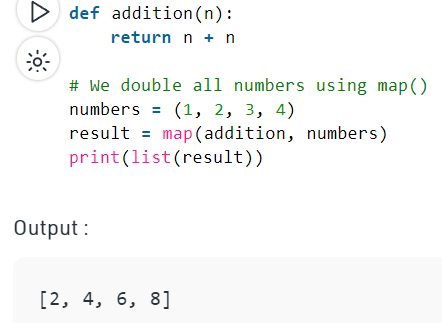 def addition(n):
    return n + n
# We double all numbers using map()
numbers = (1, 2, 3, 4)
result = map(addition, numbers)
print(list(result))
Output :
[2, 4, 6, 8]